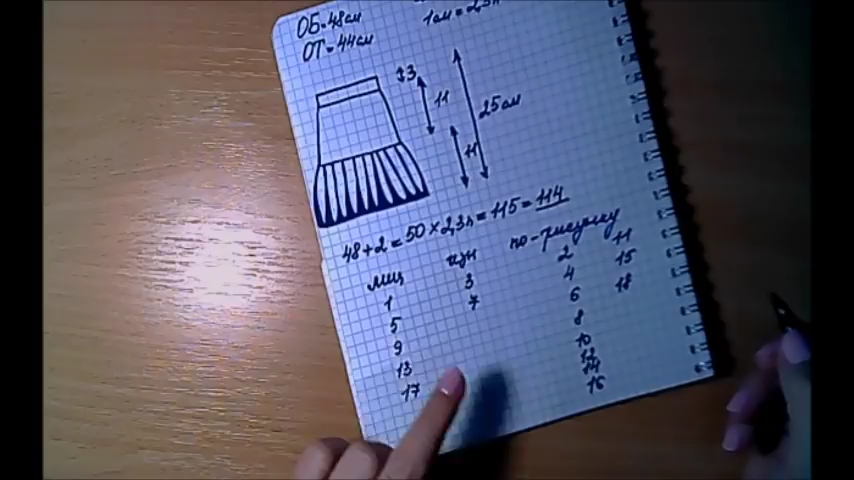 ОБ=48см
ОТ=44см
1см=2,3п
↕3
11
25см
11
48+2=50×2,3п=115=114
лиц изн по-рисунку
1 3 2 11
5 7 4 15
9 6 18
13 8
17 10
12
14
16